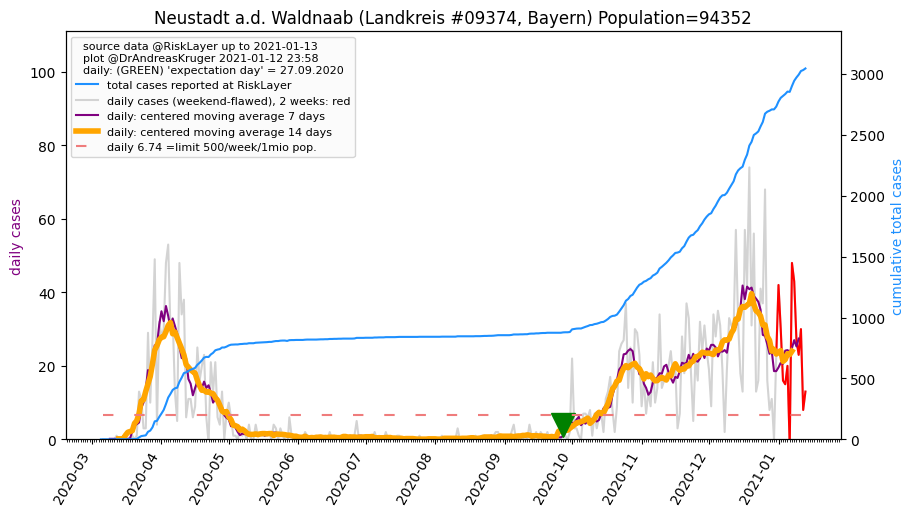 Neustadt a.d. Waldnaab (Landkreis #09374, Bayern) Population=94352
source data @RiskLayer up to 2021-01-13
plot @DrAndreasKruger 2021-01-12 23:58
daily: (GREEN) 'expectation day' = 27.09.2020
total cases reported at RiskLayer
daily cases (weekend-flawed), 2 weeks: red
daily: centered moving average 7 days
daily: centered moving average 14 days
daily 6.74 =limit 500/week/1mio pop.
daily cases
100
80
60
40
20
0
cumulative total cases
3000
2500
2000
1500
1000
500
0
2020-03
2020-04
2020-05
2020-06
2020-07
2020-08
2020-09
2020-10
2020-11
2020-12
2021-01